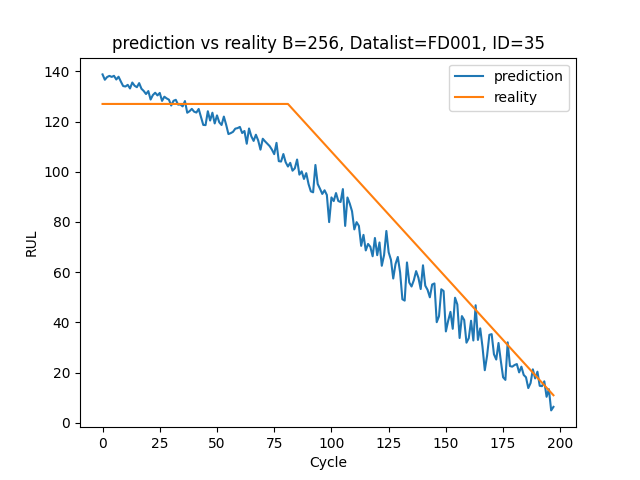 prediction vs reality B=256, Datalist=FD001, ID=35
prediction
reality
RUL
140
120
100
80
60
40
20
0
0 25 50 75 100 125 150 175 200
Cycle